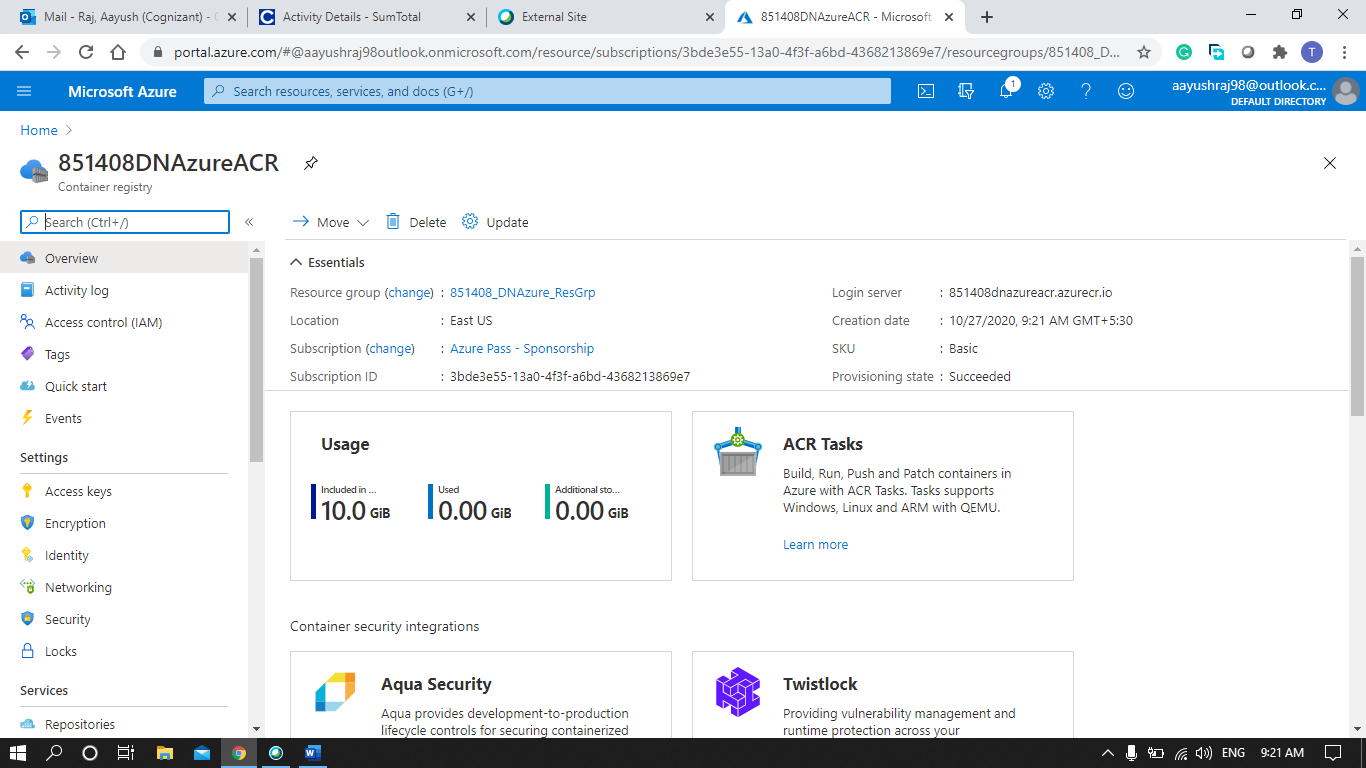 Mail - Raj, Aayush (Cognizant) - 
Activity Details - SumTotal
External Site
851408DNAzureACR - Microsoft
portal.azure.com/#@aayushraj98outlook.onmicrosoft.com/resource/subscriptions/3bde3e55-13a0-4f3f-a6bd-4368213869e7/resourcegroups/851408_D...
T
Microsoft Azure
Search resources, services, and docs (G+/)
1
aayushraj98@outlook.c...
DEFAULT DIRECTORY
Home
851408DNAzureACR
Container registry
Search (Ctrl+/)
Move
Delete
Update
Overview
Activity log
Access control (IAM)
Tags
Quick start
Events
Settings
Access keys
Encryption
Identity
Networking
Security
Locks
Services
Repositories
Essentials
Resource group (change) : 851408_DNAzure_ResGrp
Location : East US
Subscription (change) : Azure Pass - Sponsorship
Subscription ID : 3bde3e55-13a0-4f3f-a6bd-4368213869e7
Login server : 851408dnazureacr.azurecr.io
Creation date : 10/27/2020, 9:21 AM GMT+5:30
SKU : Basic
Provisioning state : Succeeded
Usage
Included in ...
10.0 GiB
Used
0.00 GiB
Additional sto...
0.00 GiB
ACR Tasks
Build, Run, Push and Patch containers in
Azure with ACR Tasks. Tasks supports
Windows, Linux and ARM with QEMU.
Learn more
Container security integrations
Aqua Security
Aqua provides development-to-production
lifecycle controls for securing containerized
Twistlock
Providing vulnerability management and
runtime protection across your
ENG
9:21 AM